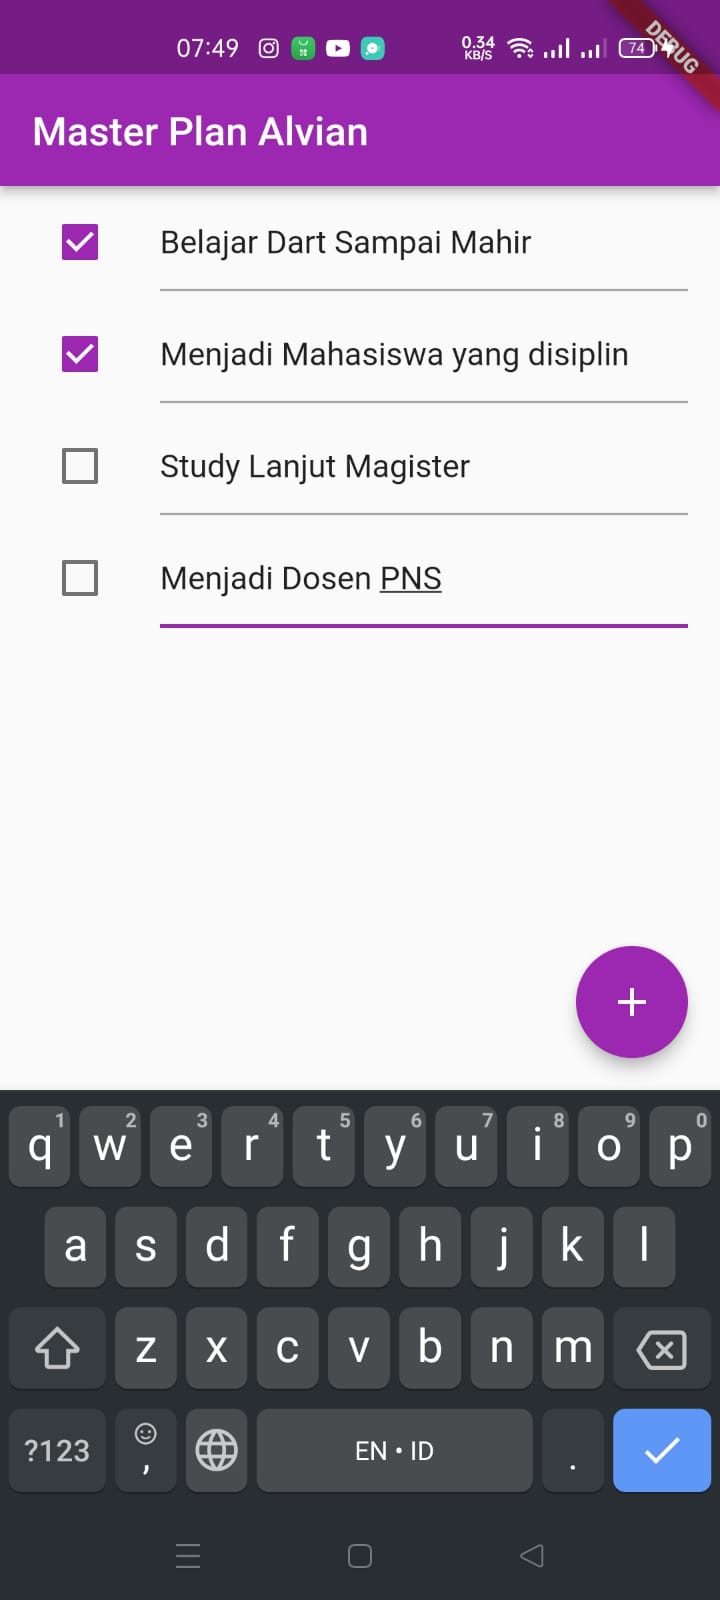 07:49
0.34
KB/S
74
DEBUG
Master Plan Alvian
Belajar Dart Sampai Mahir
Menjadi Mahasiswa yang disiplin
Study Lanjut Magister
Menjadi Dosen PNS
+
1 2 3 4 5 6 7 8 9 0
q w e r t y u i o p
a s d f g h j k l
z x c v b n m
?123 , EN • ID .